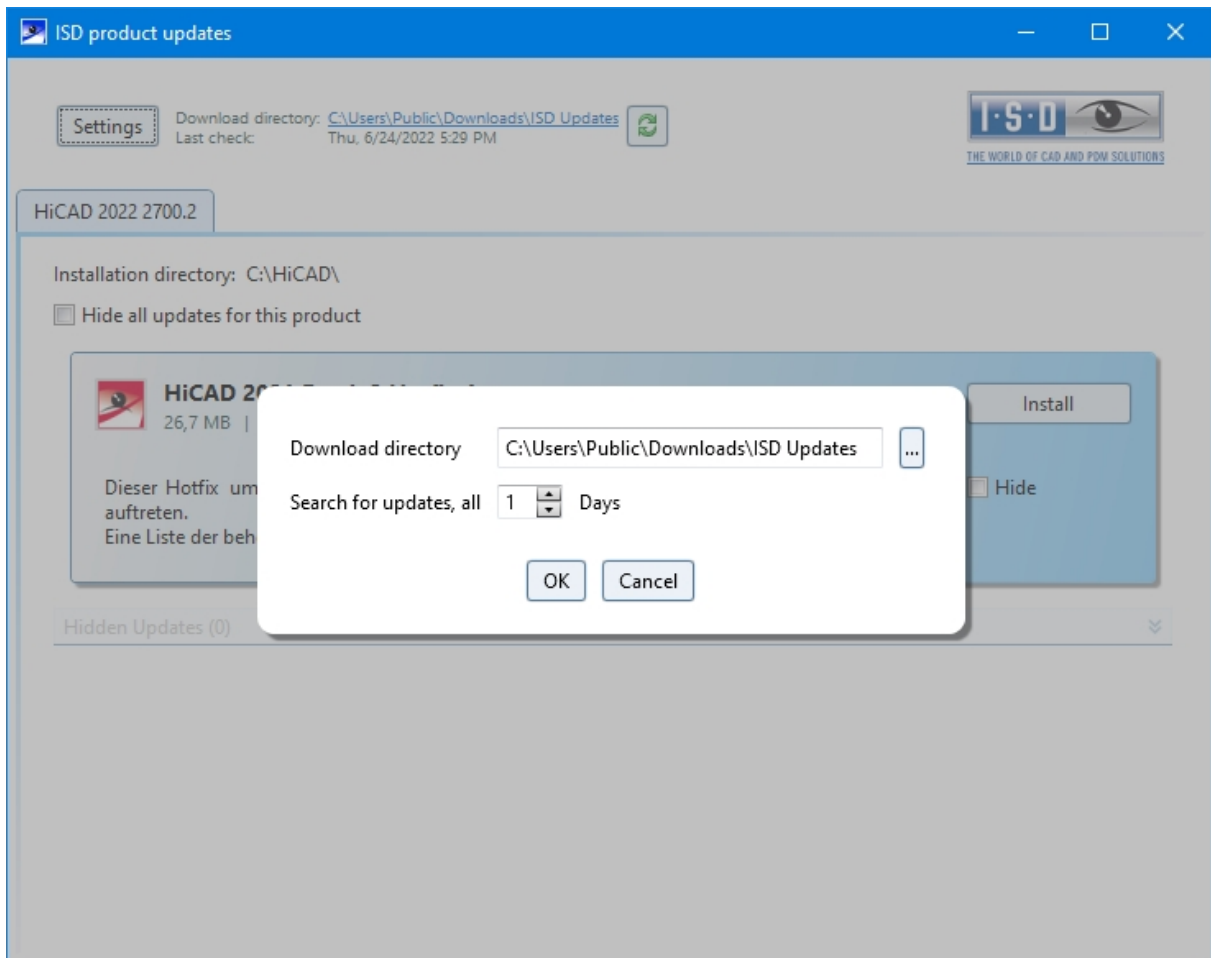 ISD product updates
Settings
Download directory: C:\Users\Public\Downloads\ISD Updates
Last check: Thu, 6/24/2022 5:29 PM
I·S·D
THE WORLD OF CAD AND PDM SOLUTIONS
HiCAD 2022 2700.2
Installation directory: C:\HiCAD\
Hide all updates for this product
HiCAD
26,7 MB |
Install
Dieser Hotfix um
auftreten.
Eine Liste der beh
Hide
Download directory C:\Users\Public\Downloads\ISD Updates ...
Search for updates, all 1 Days
OK Cancel
Hidden Updates (0)